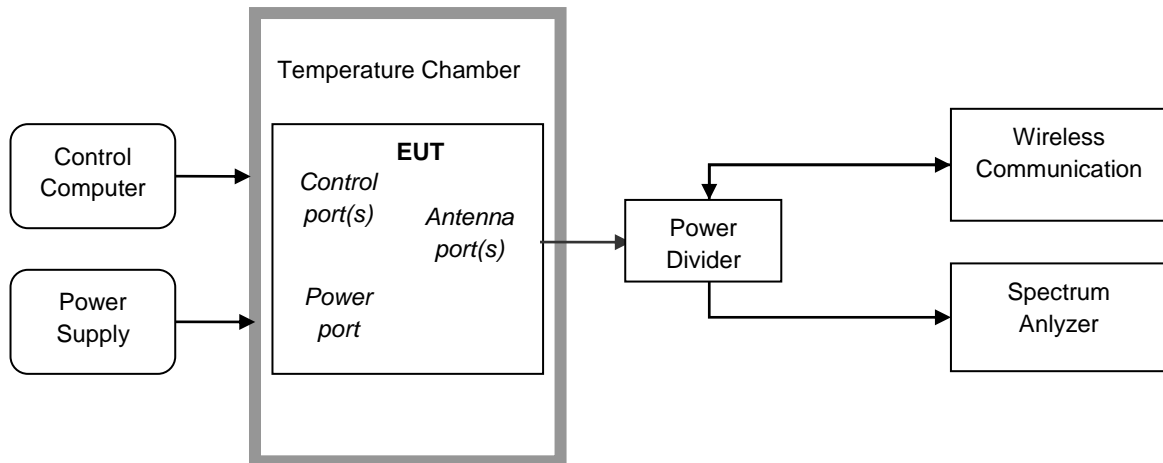 Temperature Chamber
Control
Computer
Power
Supply
EUT
Control
port(s)
Antenna
port(s)
Power
port
Power
Divider
Wireless
Communication
Spectrum
Anlyzer